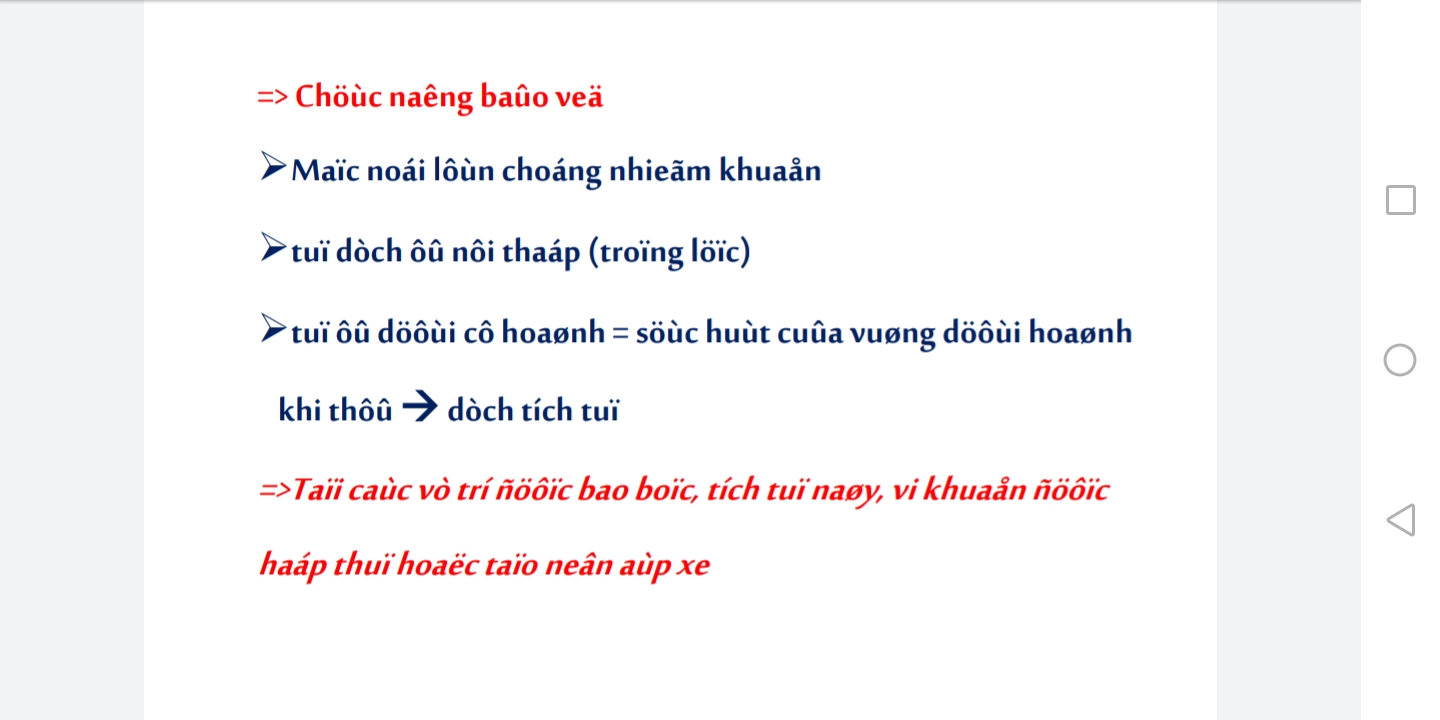 => Chöùc naêng baûo veä
➢Maïc noái lôùn choáng nhieãm khuaån
➢tuï dòch ôû nôi thaáp (troïng löïc)
➢tuï ôû döôùi cô hoaønh = söùc huùt cuûa vuøng döôùi hoaønh
khi thôû → dòch tích tuï
=>Taïi caùc vò trí ñöôïc bao boïc, tích tuï naøy, vi khuaån ñöôïc
haáp thuï hoaëc taïo neân aùp xe